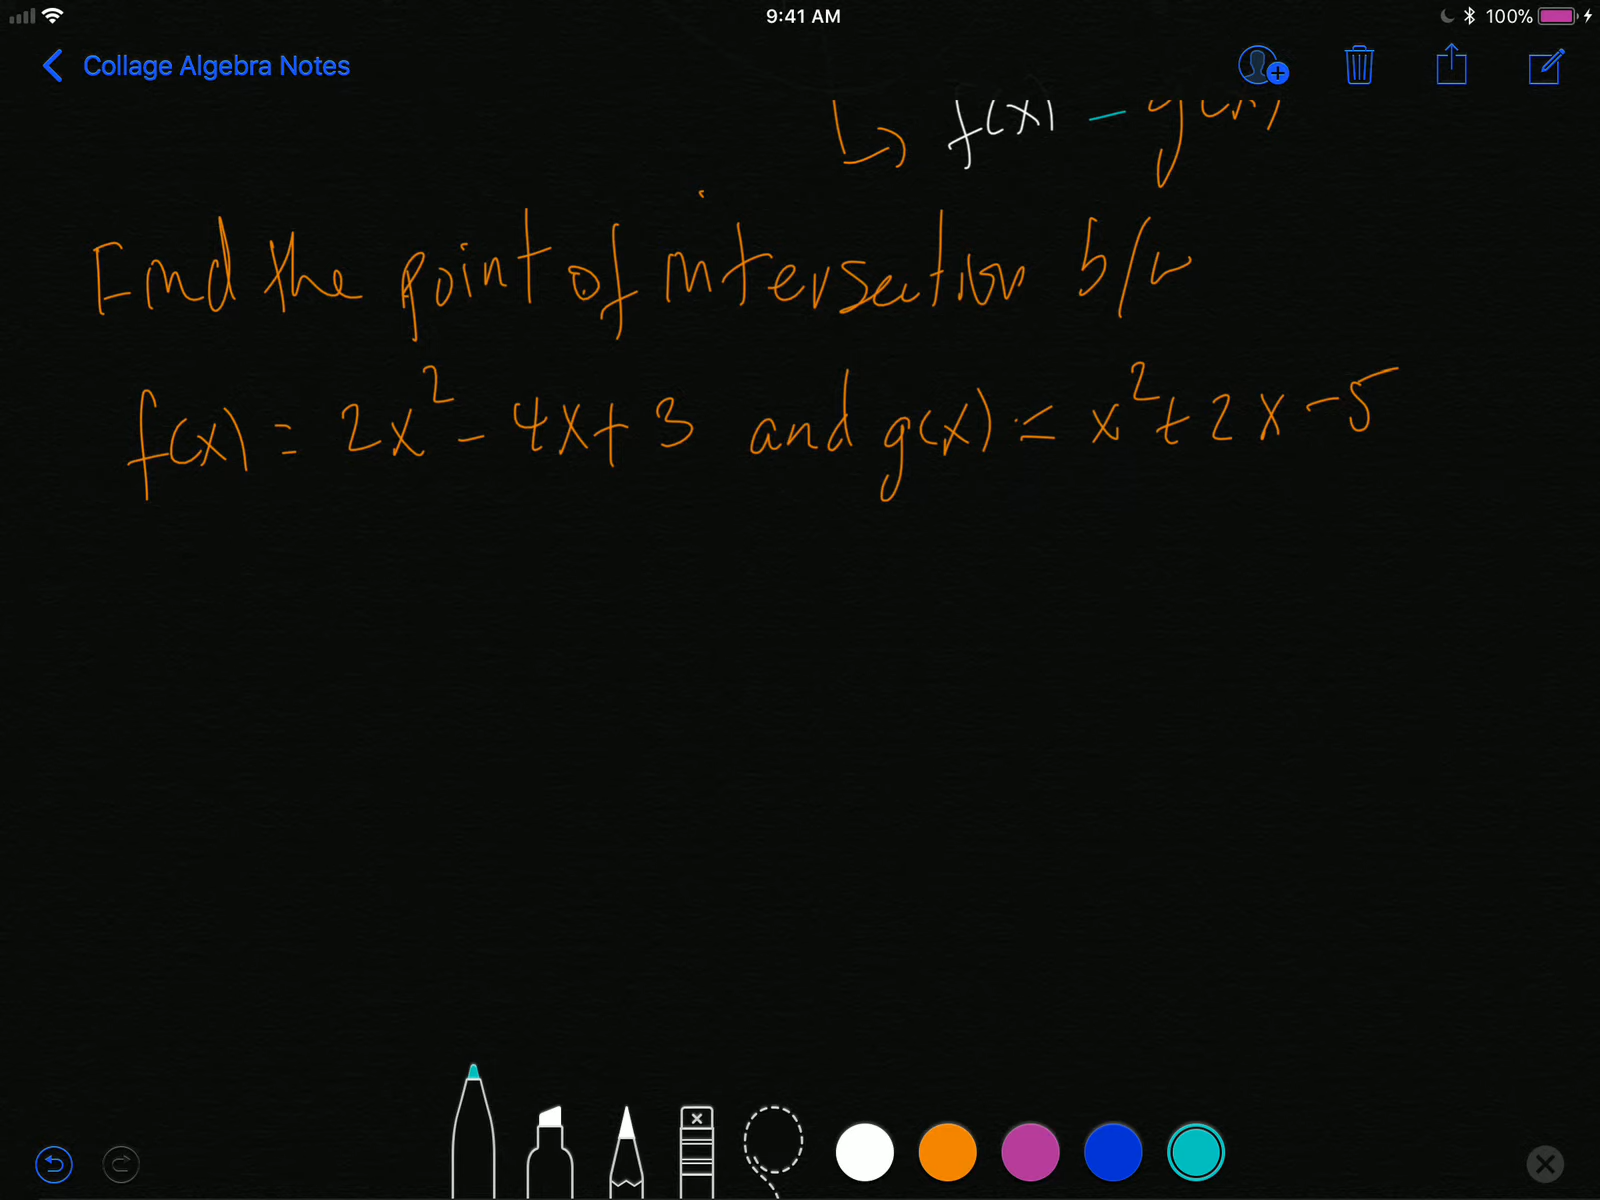 9:41 AM
100%
Collage Algebra Notes
f(x) - g(x)
Find the point of intersection b/w
f(x) = 2x² - 4x + 3 and g(x) = x² + 2x - 5